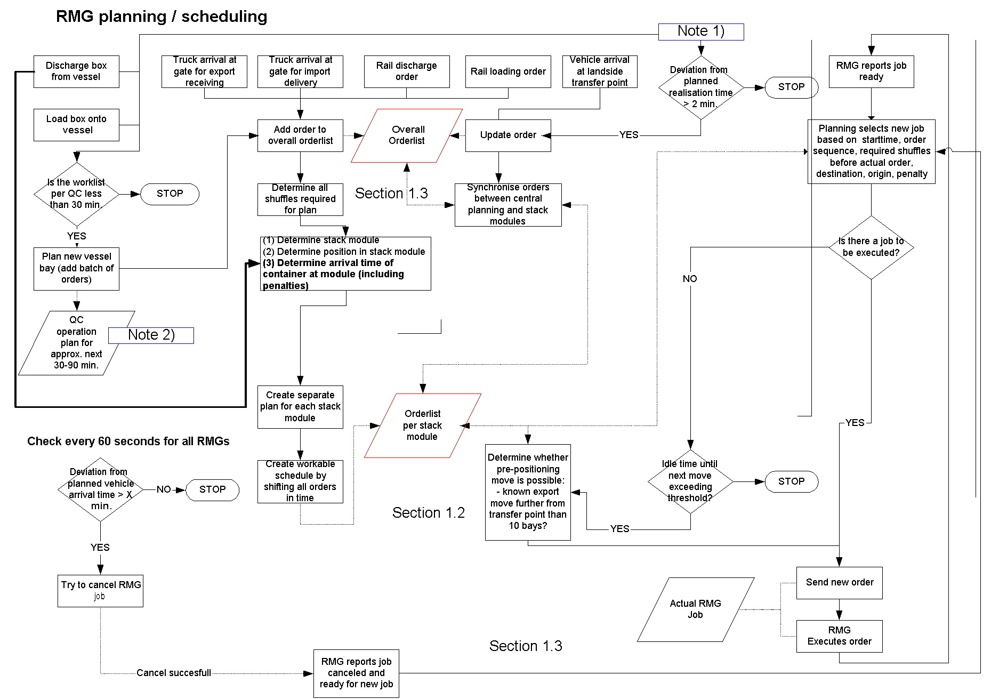 RMG planning / scheduling
Note 1)
Discharge box
from vessel
Truck arrival at
gate for export
receiving
Truck arrival at
gate for import
delivery
Rail discharge
order
Rail loading order
Vehicle arrival
at landside
transfer point
Deviation from
planned
realisation time
> 2 min.
STOP
RMG reports job
ready
Load box onto
vessel
Add order to
overall orderlist
Overall
Orderlist
Update order
YES
Planning selects new job
based on starttime, order
sequence, required shuffles
before actual order,
destination, origin, penalty
Is the worklist
per QC less
than 30 min.
STOP
Determine all
shuffles required
for plan
Section 1.3
Synchronise orders
between central
planning and stack
modules
YES
Is there a job to
be executed?
Plan new vessel
bay (add batch of
orders)
(1) Determine stack module
(2) Determine position in stack module
(3) Determine arrival time of
container at module (including
penalties)
NO
QC
operation
plan for
approx. next
30-90 min.
Note 2)
Create separate
plan for each stack
module
Orderlist
per stack
module
YES
Check every 60 seconds for all RMGs
Deviation from
planned vehicle
arrival time > X
min.
NO
STOP
Create workable
schedule by
shifting all orders
in time
Section 1.2
Determine whether
pre-positioning
move is possible:
- known export
move further from
transfer point than
10 bays?
Idle time until
next move
exceeding
threshold?
STOP
YES
YES
Try to cancel RMG
job
Send new order
Actual RMG
Job
RMG
Executes order
Section 1.3
Cancel succesfull
RMG reports job
canceled and
ready for new job